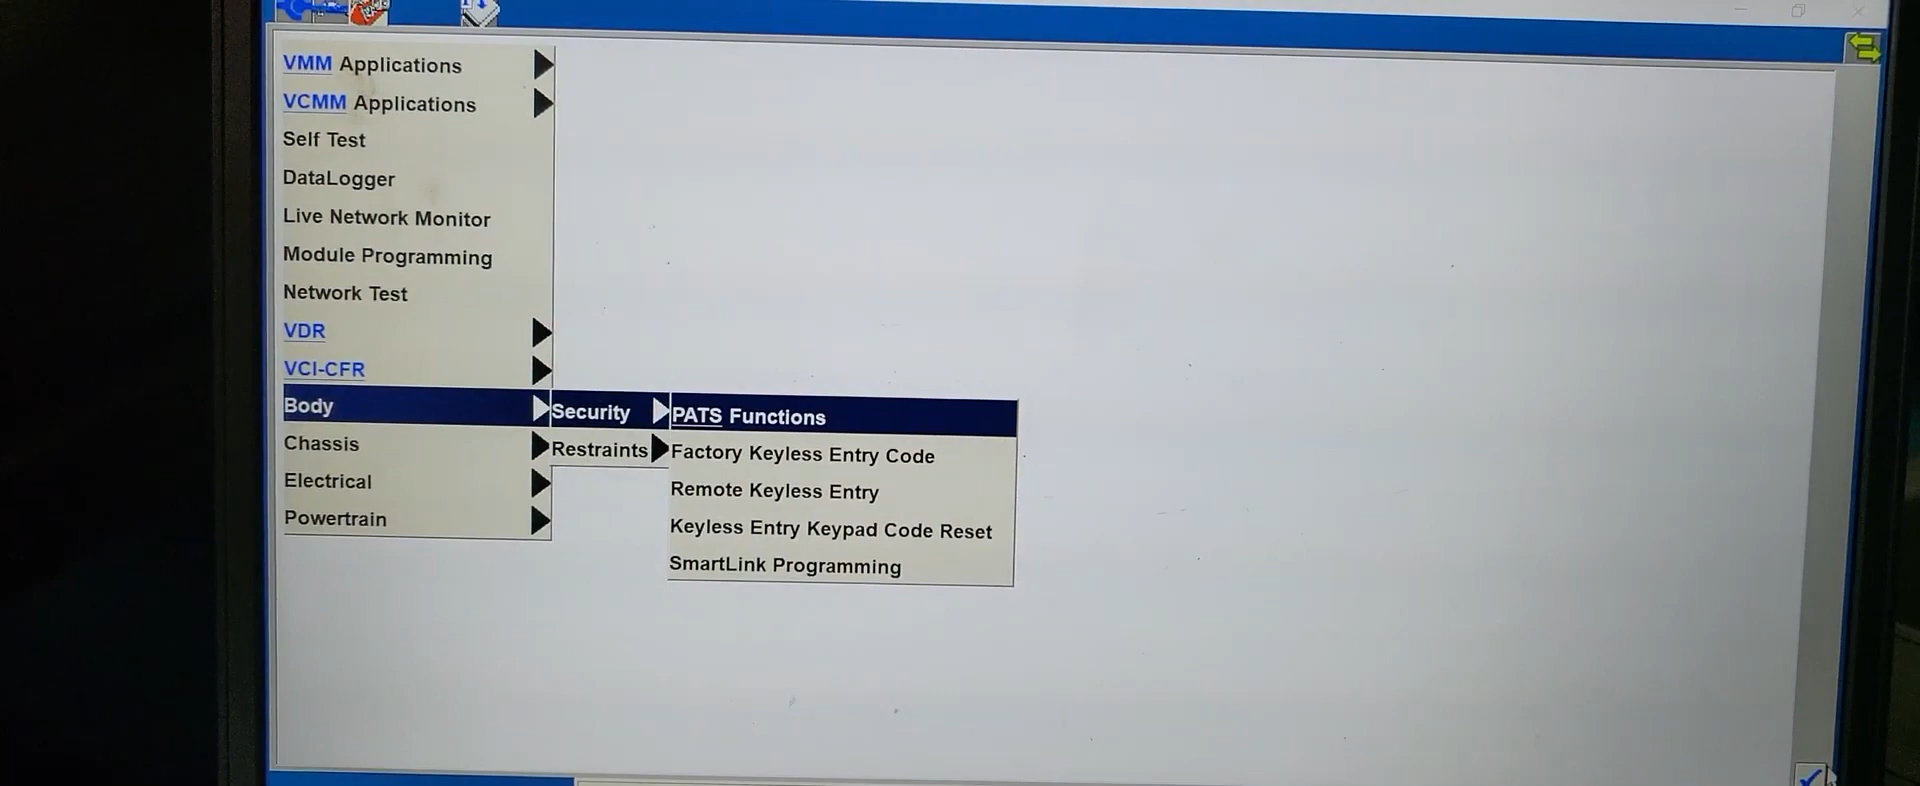 VMM Applications
VCMM Applications
Self Test
DataLogger
Live Network Monitor
Module Programming
Network Test
VDR
VCI-CFR
Body
Chassis
Electrical
Powertrain
Security
Restraints
PATS Functions
Factory Keyless Entry Code
Remote Keyless Entry
Keyless Entry Keypad Code Reset
SmartLink Programming